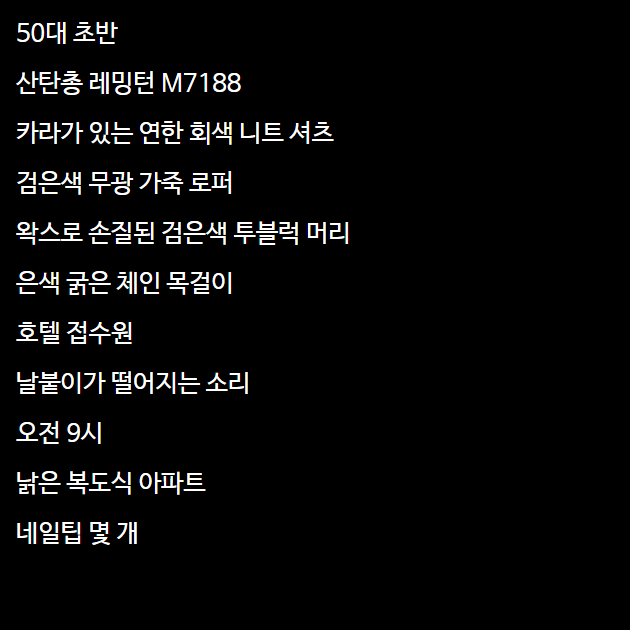 50대 초반
산탄총 레밍턴 M7188
카라가 있는 연한 회색 니트 셔츠
검은색 무광 가죽 로퍼
왁스로 손질된 검은색 투블럭 머리
은색 굵은 체인 목걸이
호텔 접수원
날붙이가 떨어지는 소리
오전 9시
낡은 복도식 아파트
네일팁 몇 개